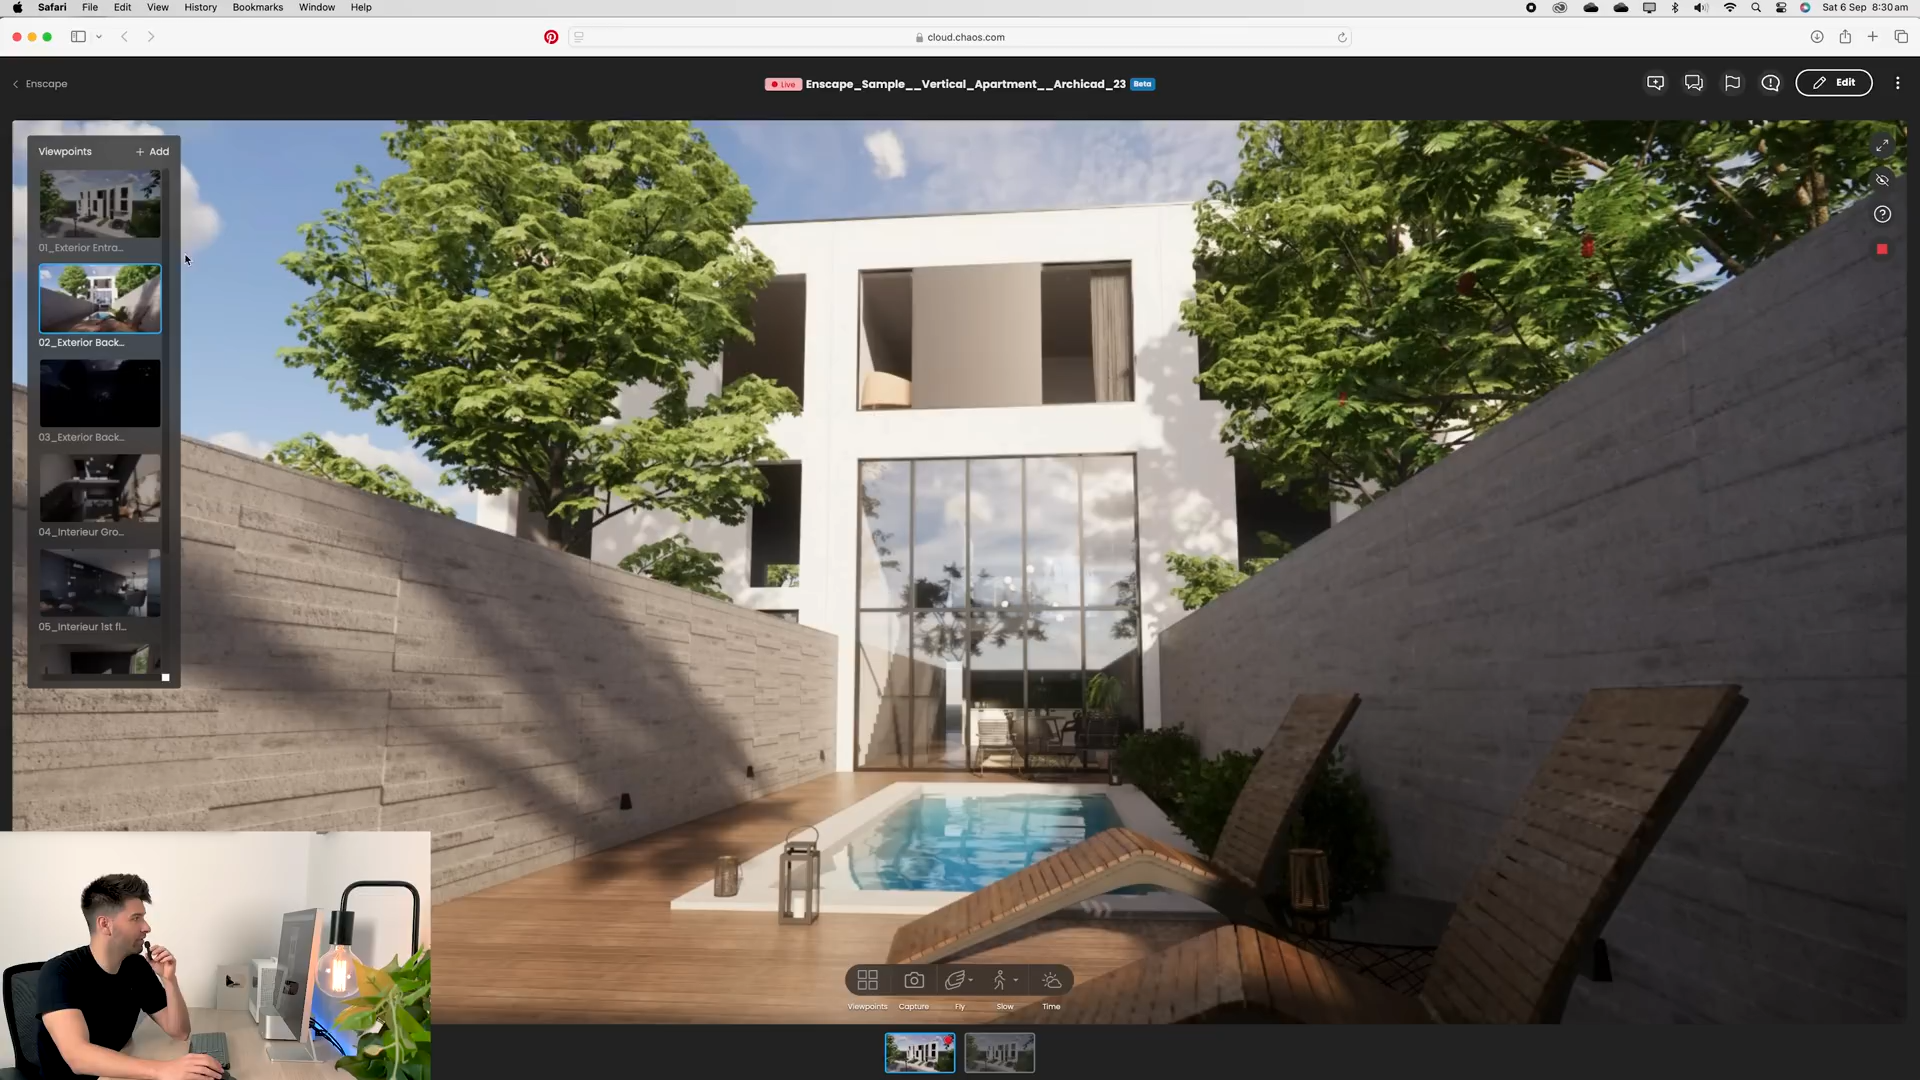 Safari File Edit View History Bookmarks Window Help Sat 6 Sep 8:30 am
cloud.chaos.com
Enscape
Live Enscape_Sample__Vertical_Apartment__Archicad_23 Beta
Edit
Viewpoints + Add
01_Exterior Entra...
02_Exterior Back...
03_Exterior Back...
04_Interieur Gro...
05_Interieur 1st fl...
Viewpoints Capture Fly Slow Time